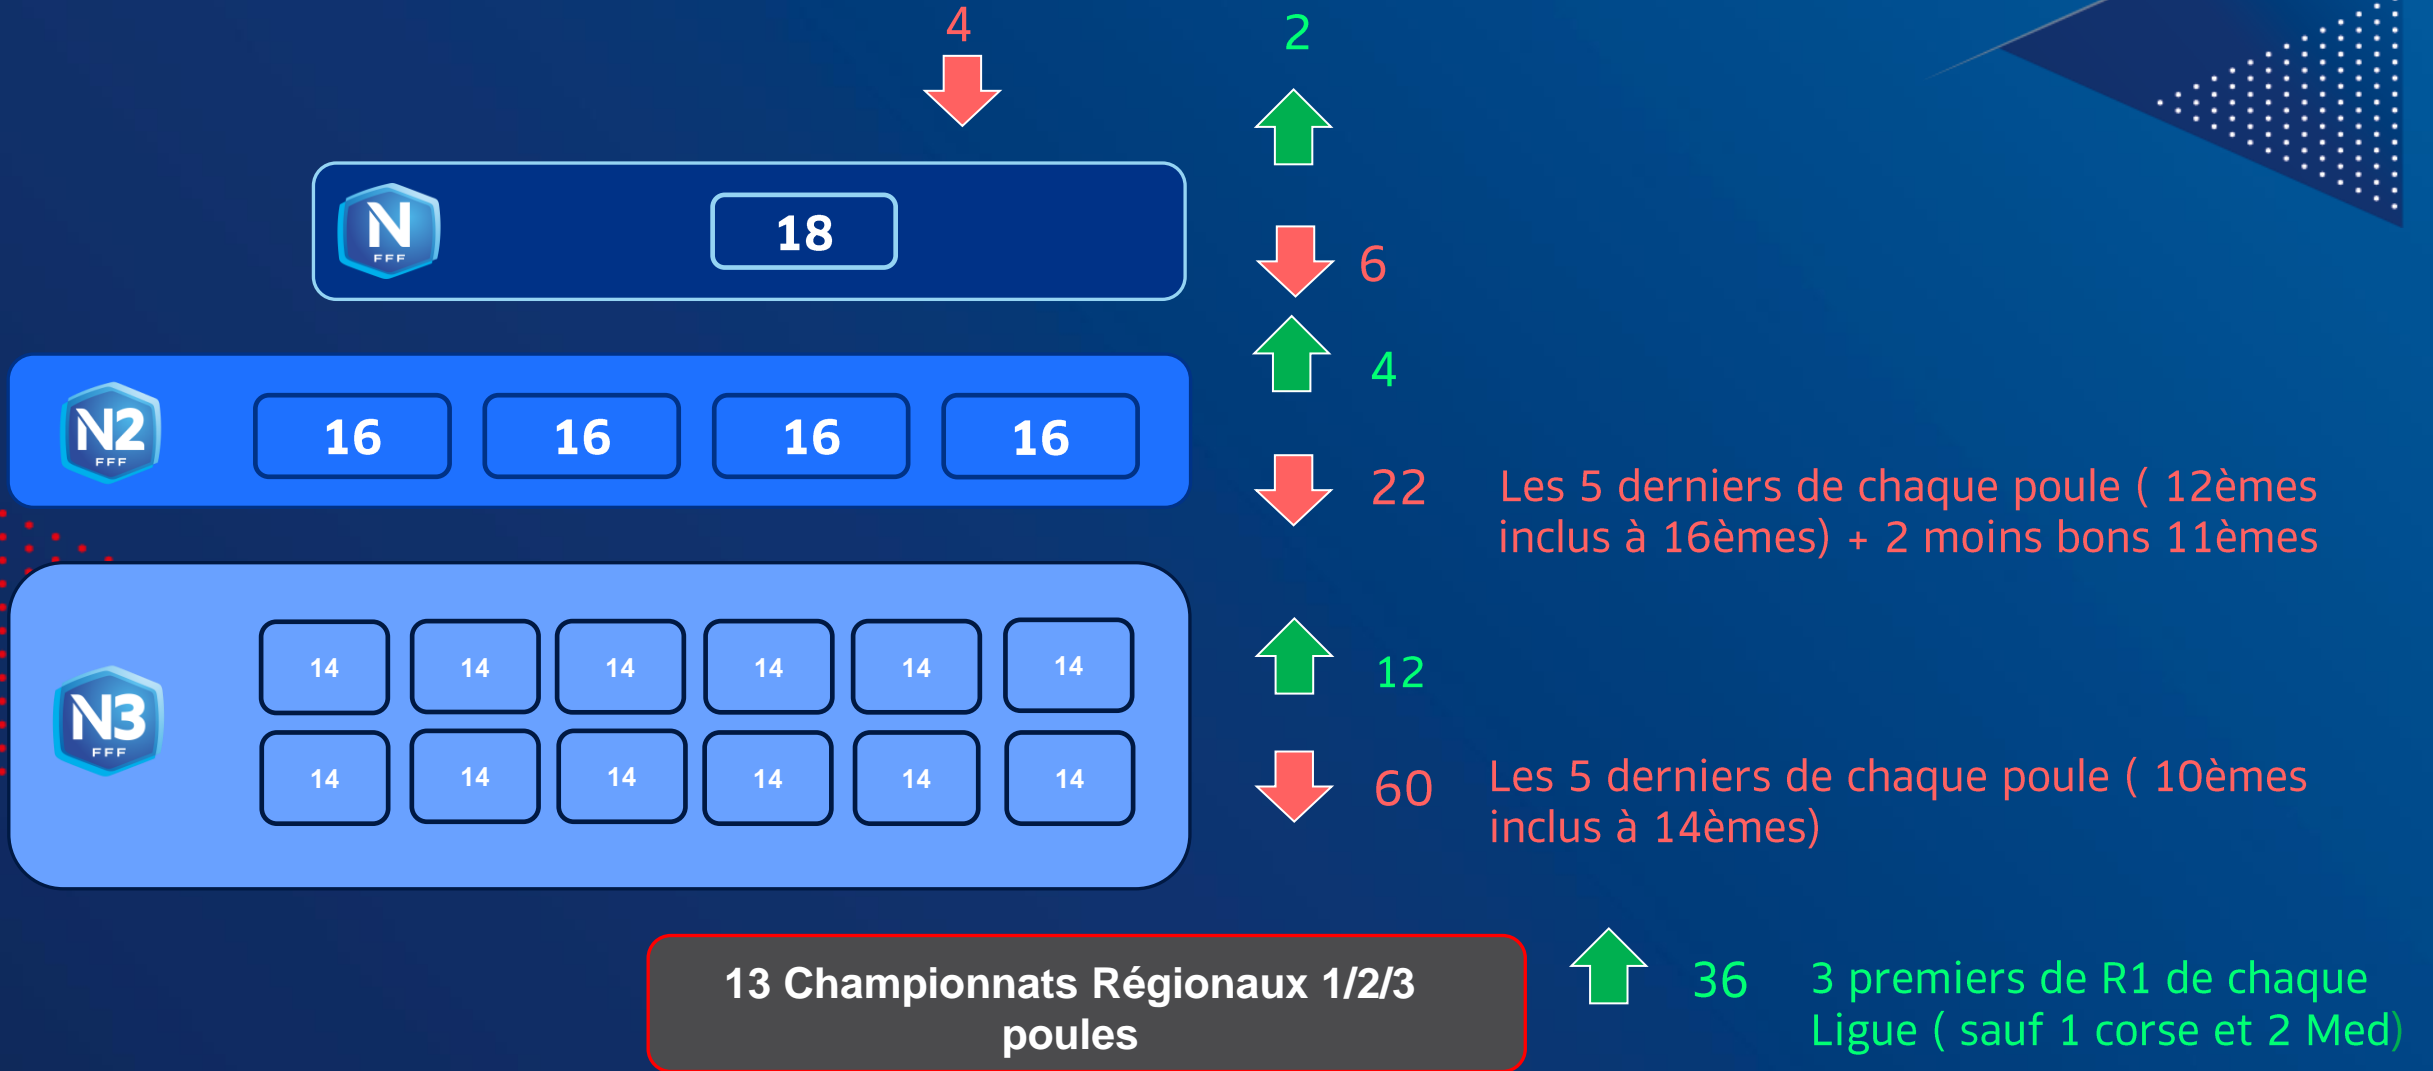 4
2
N
FFF
18
6
4
N2
FFF
16
16
16
16
22
Les 5 derniers de chaque poule ( 12èmes
inclus à 16èmes) + 2 moins bons 11èmes
N3
FFF
14
14
14
14
14
14
14
14
14
14
14
14
12
60
Les 5 derniers de chaque poule ( 10èmes
inclus à 14èmes)
13 Championnats Régionaux 1/2/3
poules
36
3 premiers de R1 de chaque
Ligue ( sauf 1 corse et 2 Med)